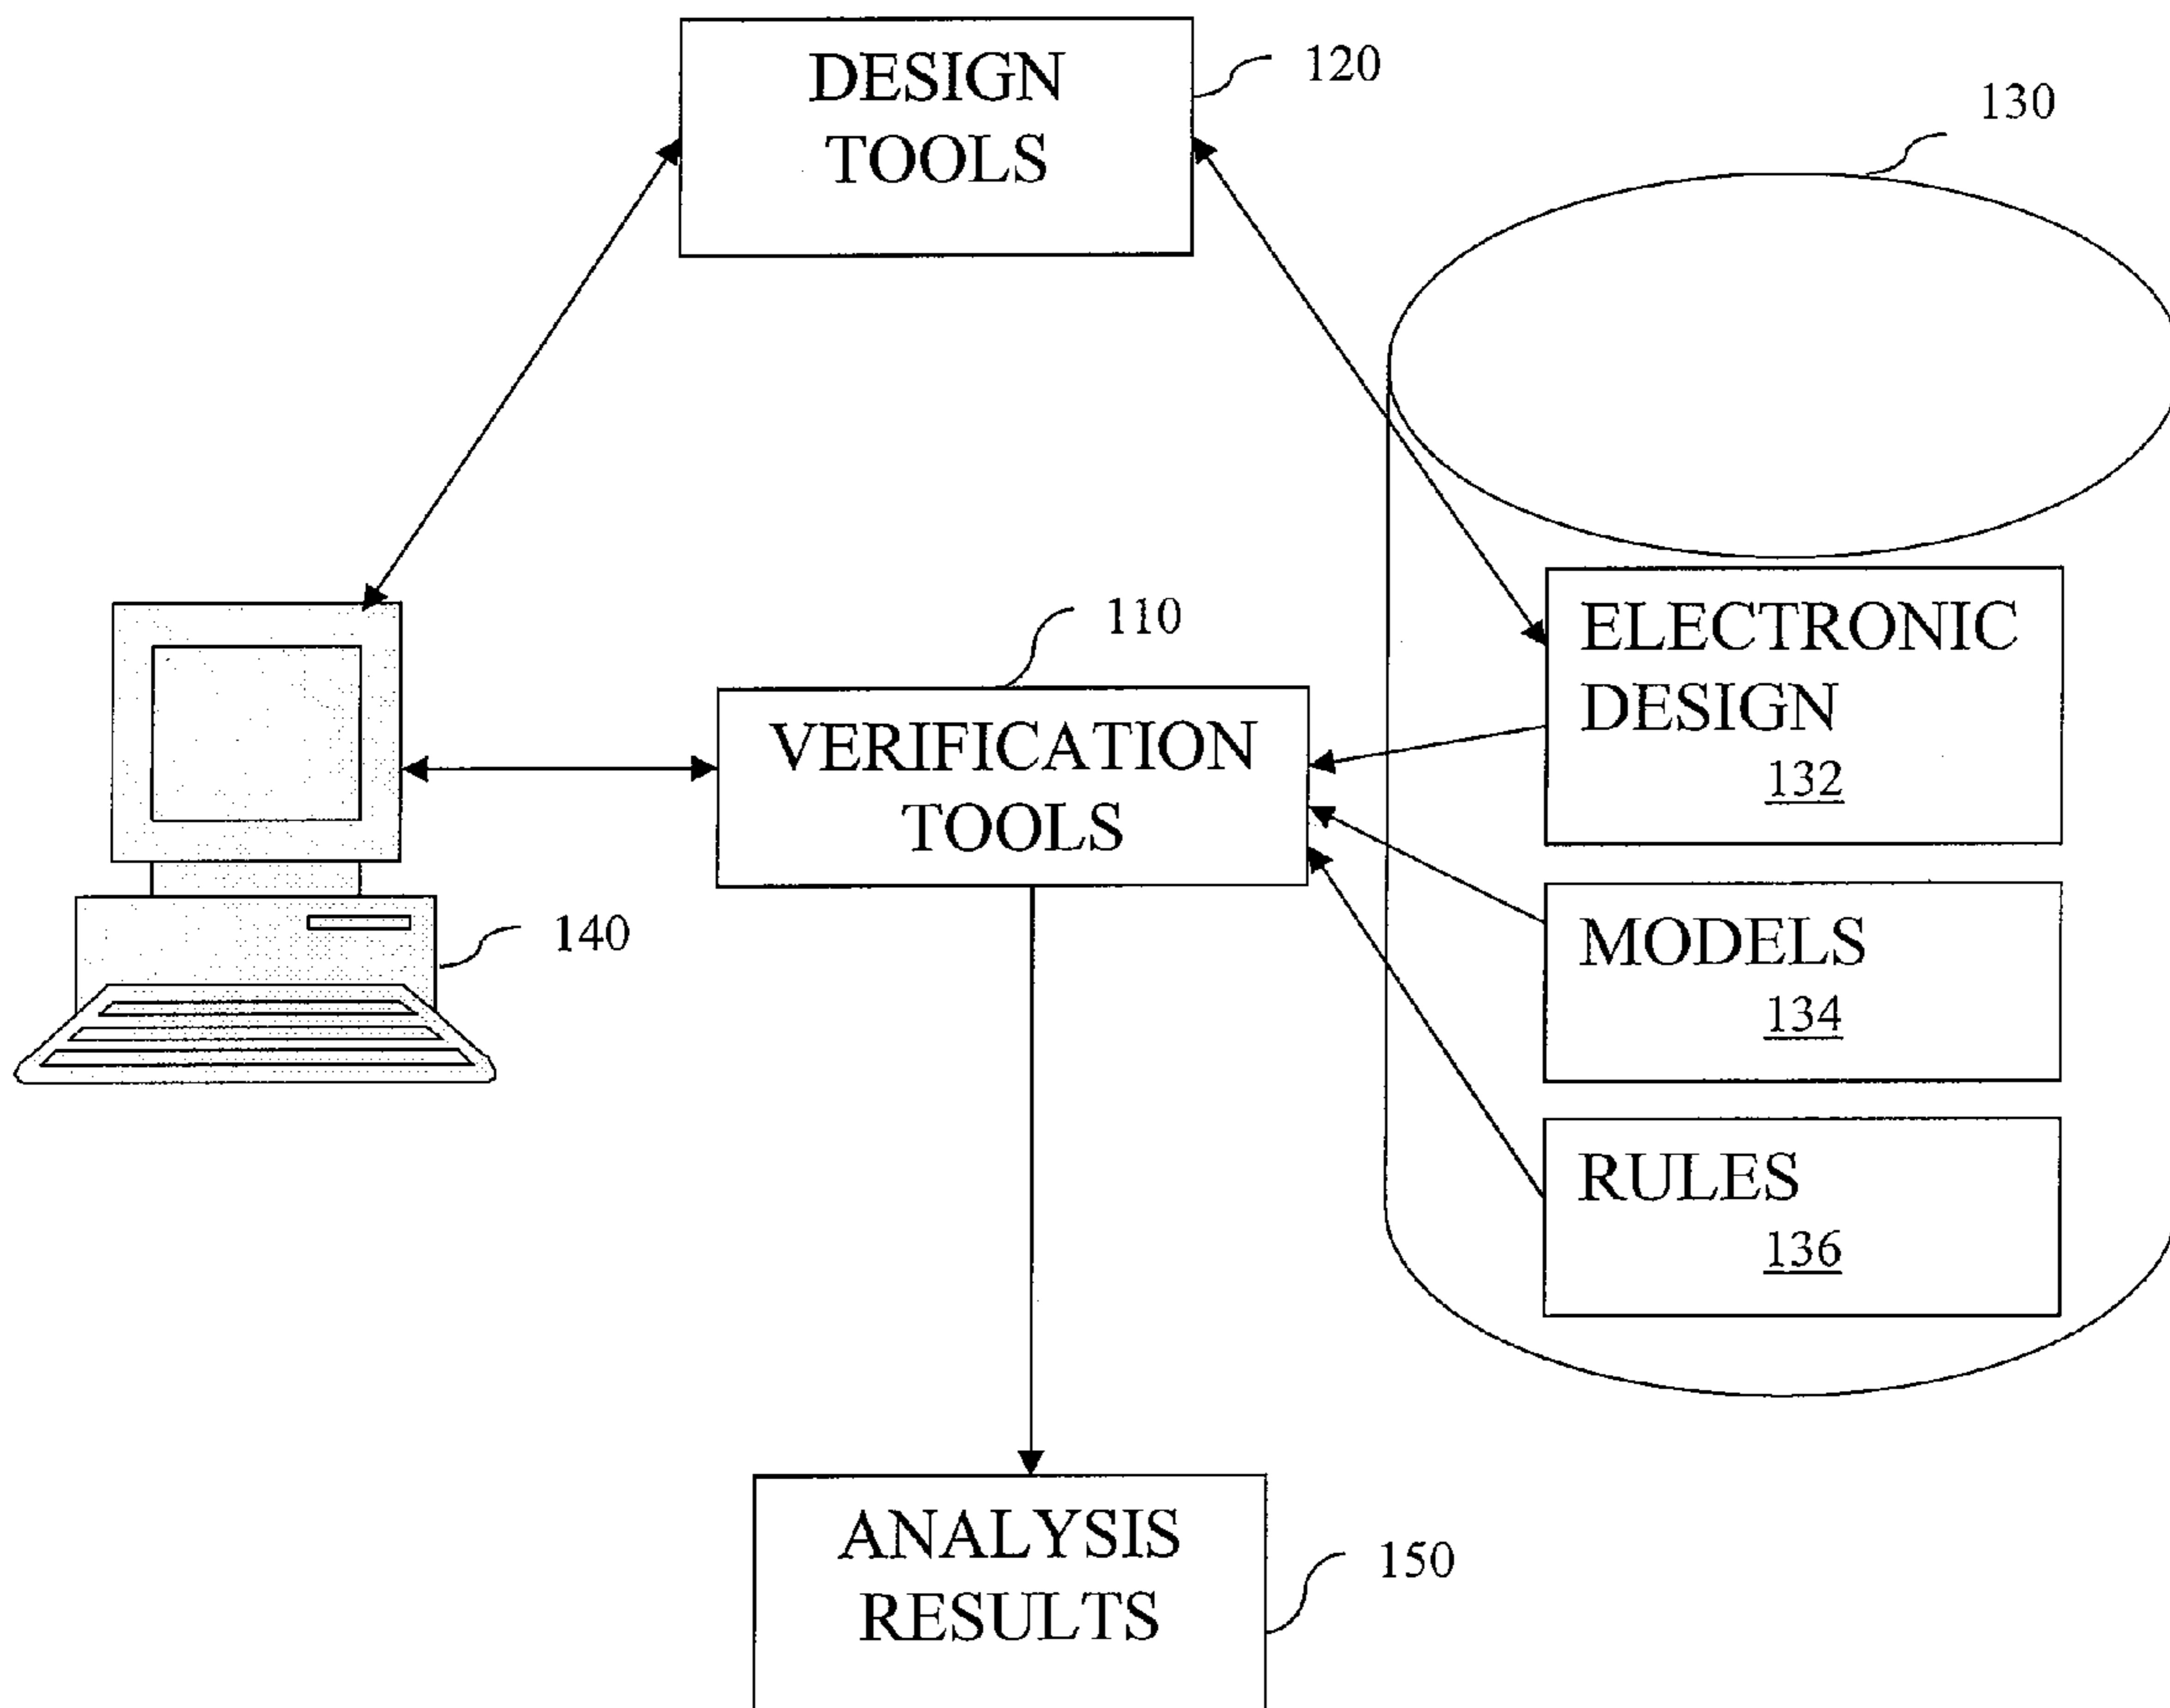 DESIGN
TOOLS
120
130
110
ELECTRONIC
DESIGN
132
VERIFICATION
TOOLS
140
MODELS
134
RULES
136
ANALYSIS
RESULTS
150